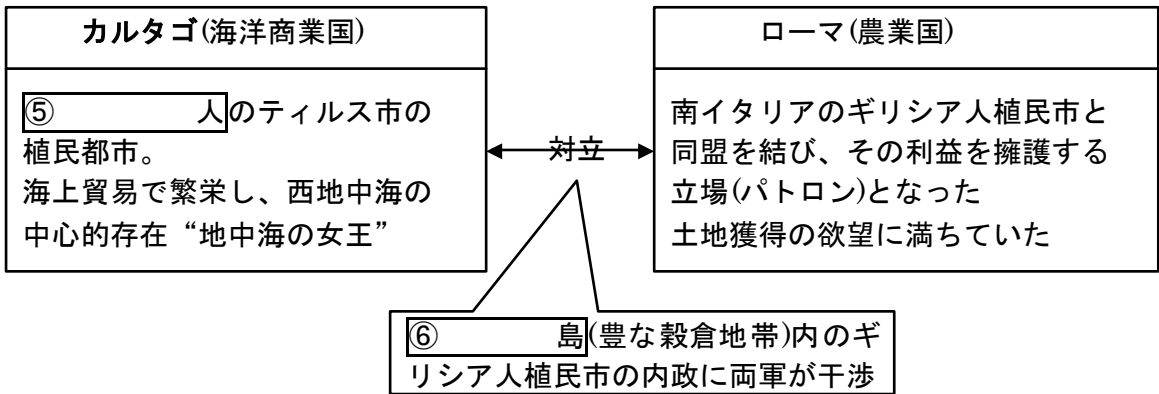 カルタゴ(海洋商業国)
⑤ 人のティルス市の
植民都市。
海上貿易で繁栄し、西地中海の
中心的存在“地中海の女王”
対立
ローマ(農業国)
南イタリアのギリシア人植民市と
同盟を結び、その利益を擁護する
立場(パトロン)となった
土地獲得の欲望に満ちていた
⑥ 島(豊な穀倉地帯)内のギ
リシア人植民市の内政に両軍が干渉